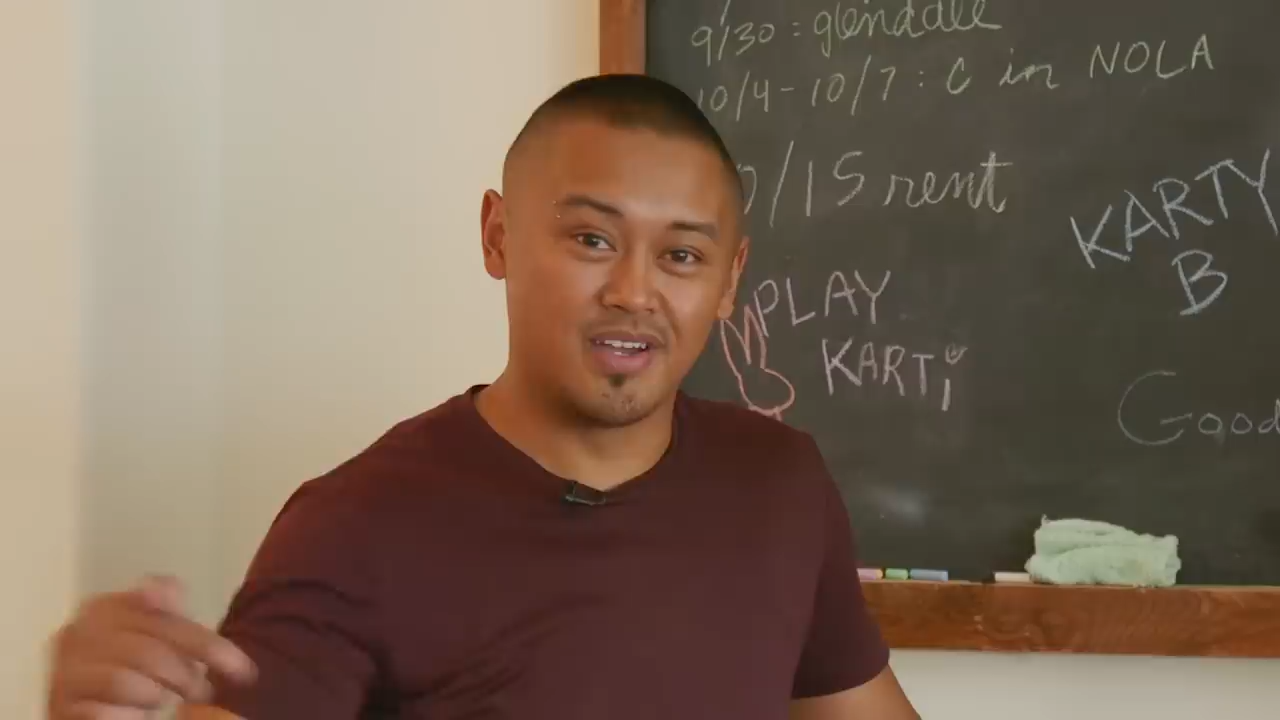 9/30 : glendale
10/4 - 10/7 : C in NOLA
0/15 rent
KARTY
B
PLAY
KARTi
Good